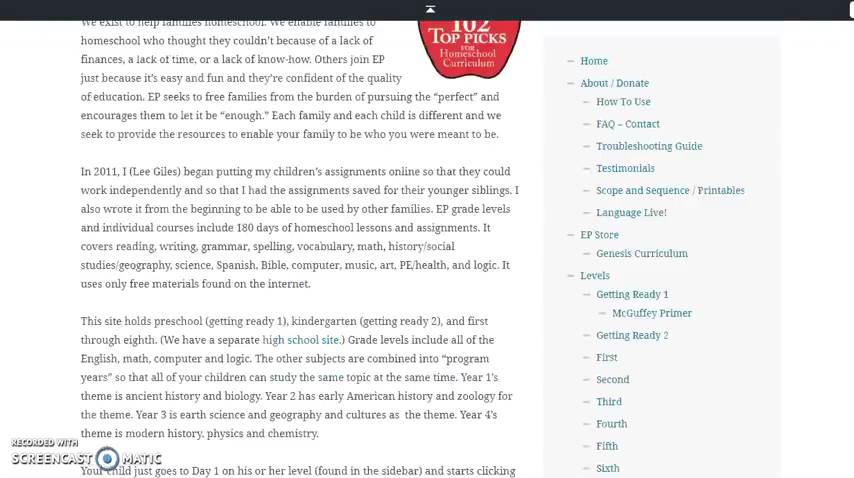 We exist to help families homeschool. We enable families to
homeschool who thought they couldn't because of a lack of
finances, a lack of time, or a lack of know-how. Others join EP
just because it's easy and fun and they're confident of the quality
of education. EP seeks to free families from the burden of pursuing the “perfect” and
encourages them to let it be “enough.” Each family and each child is different and we
seek to provide the resources to enable your family to be who you were meant to be.
In 2011, I (Lee Giles) began putting my children's assignments online so that they could
work independently and so that I had the assignments saved for their younger siblings. I
also wrote it from the beginning to be able to be used by other families. EP grade levels
and individual courses include 180 days of homeschool lessons and assignments. It
covers reading, writing, grammar, spelling, vocabulary, math, history/social
studies/geography, science, Spanish, Bible, computer, music, art, PE/health, and logic. It
uses only free materials found on the internet.
This site holds preschool (getting ready 1), kindergarten (getting ready 2), and first
through eighth. (We have a separate high school site.) Grade levels include all of the
English, math, computer and logic. The other subjects are combined into “program
years” so that all of your children can study the same topic at the same time. Year 1's
theme is ancient history and biology. Year 2 has early American history and zoology for
the theme. Year 3 is earth science and geography and cultures as the theme. Year 4's
theme is modern history, physics and chemistry.
Your child just goes to Day 1 on his or her level (found in the sidebar) and starts clicking
102
TOP PICKS
FOR
Homeschool
Curriculum
Home
About / Donate
How To Use
FAQ – Contact
Troubleshooting Guide
Testimonials
Scope and Sequence / Printables
Language Live!
EP Store
Genesis Curriculum
Levels
Getting Ready 1
McGuffey Primer
Getting Ready 2
First
Second
Third
Fourth
Fifth
Sixth
RECORDED WITH
SCREENCAST MATIC